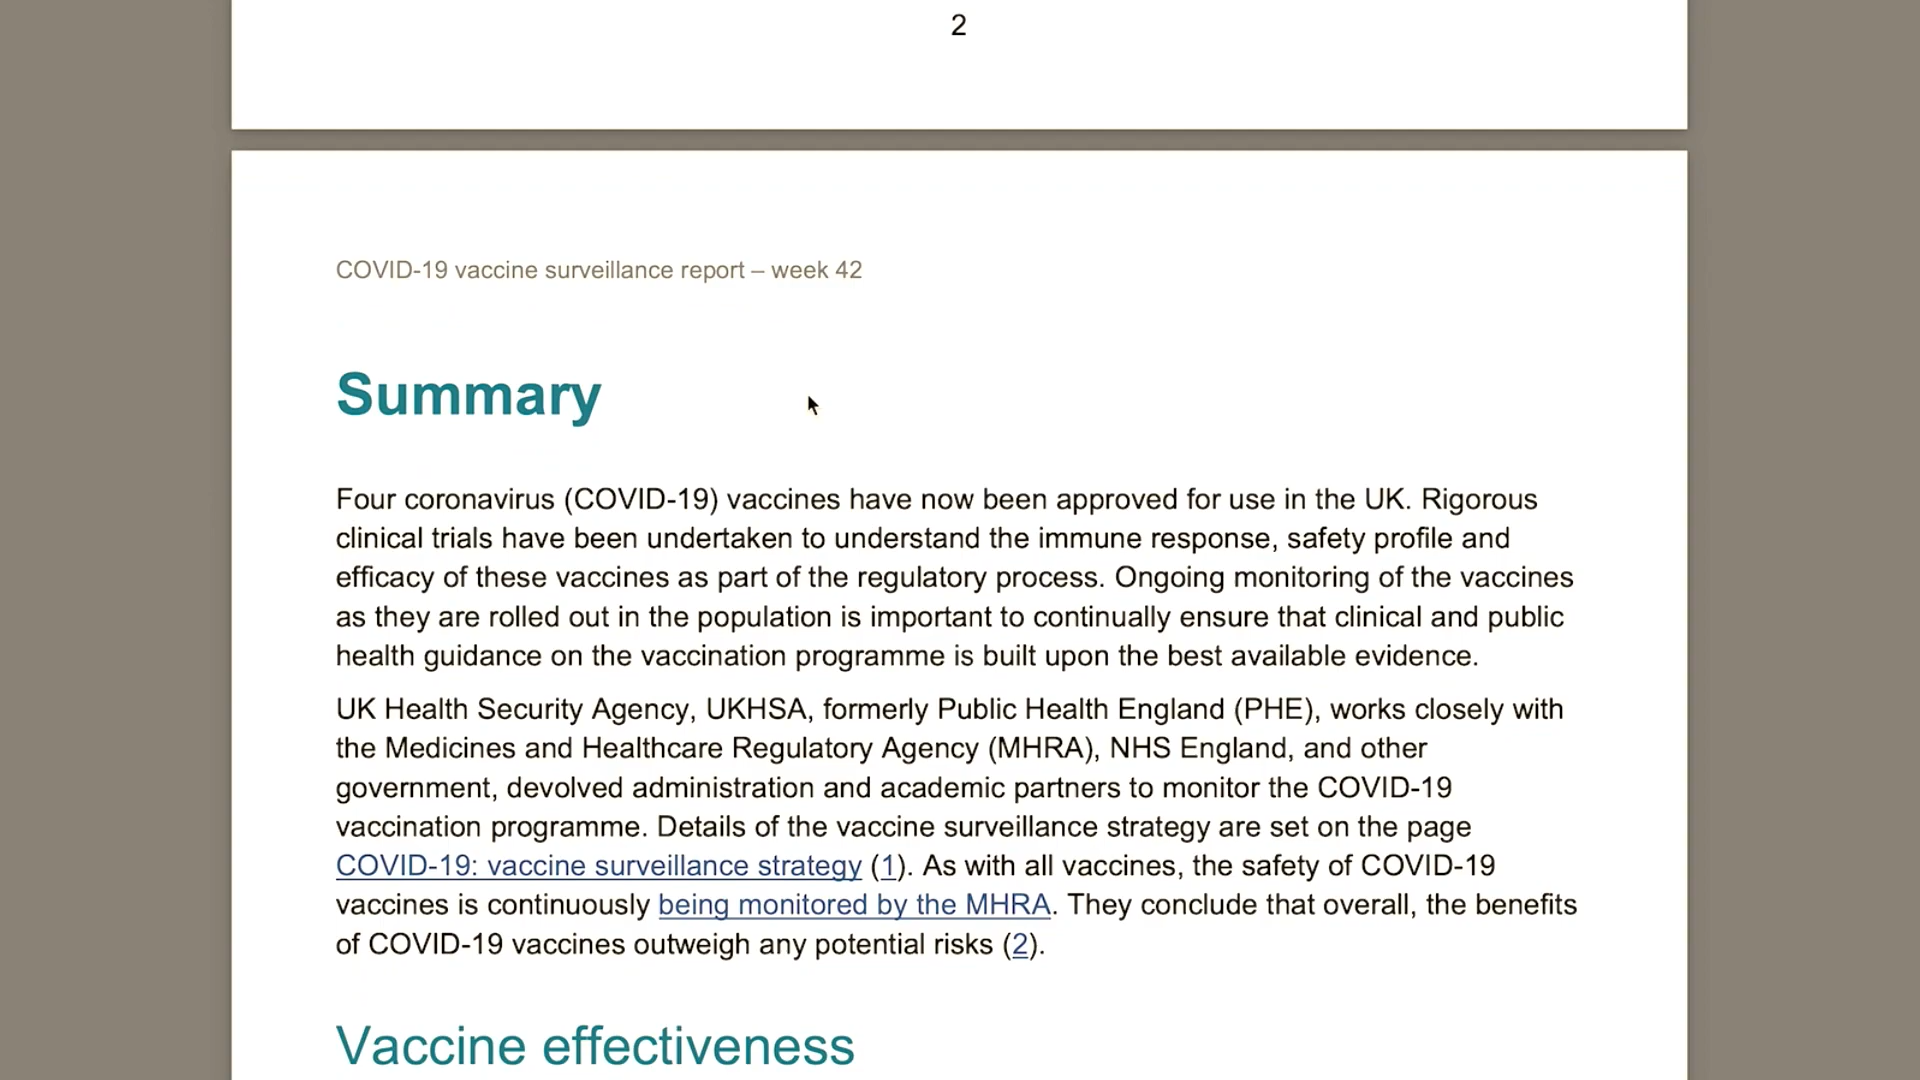 2
COVID-19 vaccine surveillance report – week 42
Summary
Four coronavirus (COVID-19) vaccines have now been approved for use in the UK. Rigorous
clinical trials have been undertaken to understand the immune response, safety profile and
efficacy of these vaccines as part of the regulatory process. Ongoing monitoring of the vaccines
as they are rolled out in the population is important to continually ensure that clinical and public
health guidance on the vaccination programme is built upon the best available evidence.
UK Health Security Agency, UKHSA, formerly Public Health England (PHE), works closely with
the Medicines and Healthcare Regulatory Agency (MHRA), NHS England, and other
government, devolved administration and academic partners to monitor the COVID-19
vaccination programme. Details of the vaccine surveillance strategy are set on the page
COVID-19: vaccine surveillance strategy (1). As with all vaccines, the safety of COVID-19
vaccines is continuously being monitored by the MHRA. They conclude that overall, the benefits
of COVID-19 vaccines outweigh any potential risks (2).
Vaccine effectiveness